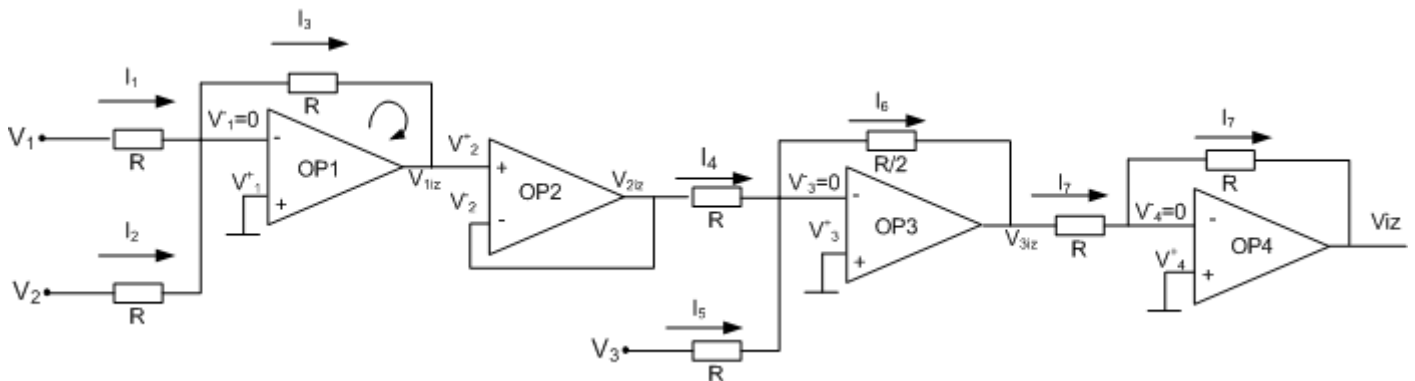 I₃
R
I₁
V₁
R
V⁻₁=0
-
OP1
V⁺₁
+
V₁iz
I₂
V₂
R
V⁺₂
+
OP2
V⁻₂
-
V₂iz
I₄
R
I₆
R/2
V⁻₃=0
-
OP3
V⁺₃
+
V₃iz
I₅
V₃
R
I₇
R
I₇
R
V⁻₄=0
-
OP4
V⁺₄
+
Viz